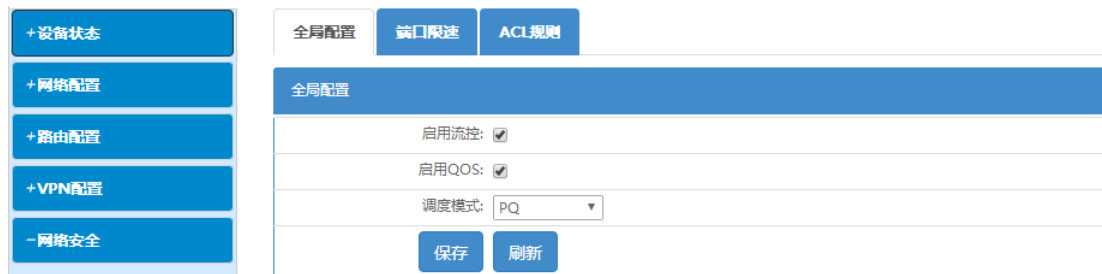 +设备状态
+网络配置
+路由配置
+VPN配置
-网络安全
全局配置 端口限速 ACL规则
全局配置
启用流控:
启用QOS:
调度模式: PQ
保存 刷新